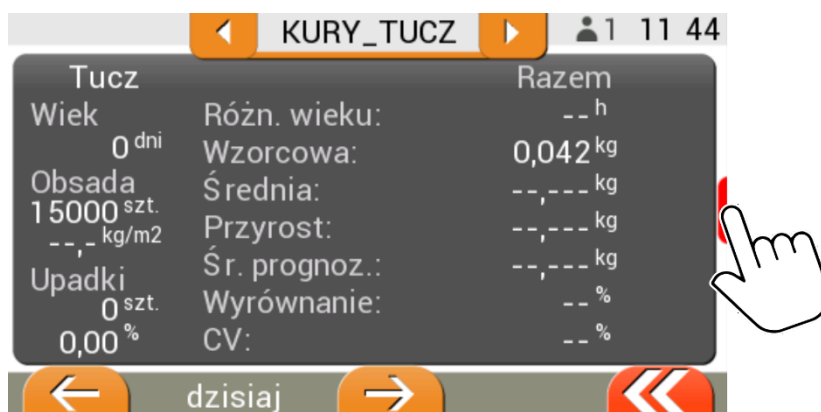 KURY_TUCZ 1 11 44
Tucz Razem
Wiek Różn. wieku: -- h
0 dni Wzorcowa: 0,042 kg
Obsada Średnia: --,--- kg
15000 szt. Przyrost: --,--- kg
--,- kg/m2 Śr. prognoz.: --,--- kg
Upadki Wyrównanie: -- %
0 szt. CV: -- %
0,00 %
dzisiaj